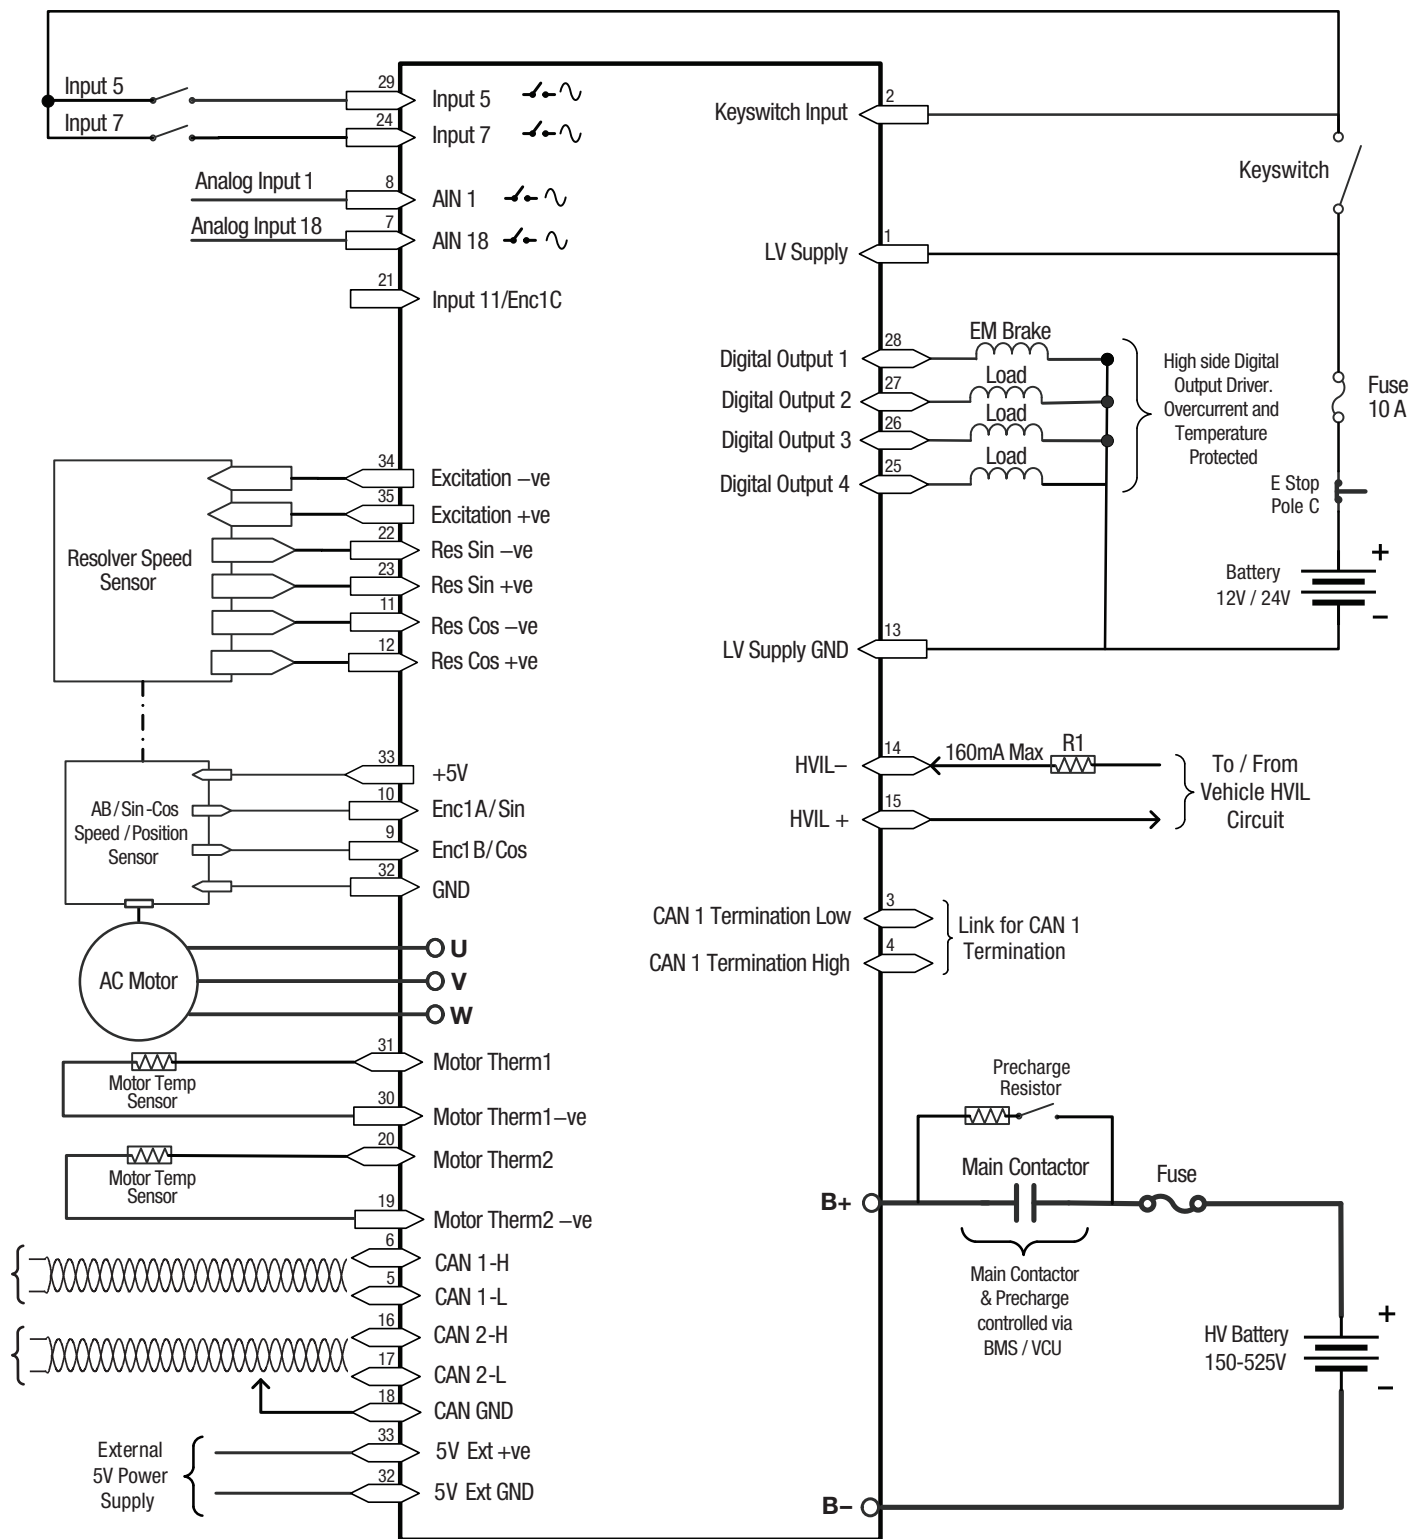 Input 5
29
Input 5
Input 7
24
Input 7
Analog Input 1
8
AIN 1
Analog Input 18
7
AIN 18
21
Input 11/Enc1C
Resolver Speed
Sensor
34
Excitation –ve
35
Excitation +ve
22
Res Sin –ve
23
Res Sin +ve
11
Res Cos –ve
12
Res Cos +ve
AB/Sin-Cos
Speed/Position
Sensor
33
+5V
10
Enc1A/Sin
9
Enc1B/Cos
32
GND
AC Motor
U
V
W
31
Motor Therm1
Motor Temp
Sensor
30
Motor Therm1–ve
20
Motor Therm2
Motor Temp
Sensor
19
Motor Therm2 –ve
6
CAN 1-H
5
CAN 1-L
16
CAN 2-H
17
CAN 2-L
18
CAN GND
External
5V Power
Supply
33
5V Ext +ve
32
5V Ext GND
Keyswitch Input
2
Keyswitch
LV Supply
1
Digital Output 1
28
EM Brake
Digital Output 2
27
Load
Digital Output 3
26
Load
Digital Output 4
25
Load
High side Digital
Output Driver.
Overcurrent and
Temperature
Protected
Fuse
10 A
E Stop
Pole C
Battery
12V / 24V
+
–
LV Supply GND
13
HVIL–
14
160mA Max
R1
HVIL +
15
To / From
Vehicle HVIL
Circuit
CAN 1 Termination Low
3
CAN 1 Termination High
4
Link for CAN 1
Termination
Precharge
Resistor
Main Contactor
Fuse
B+
Main Contactor
& Precharge
controlled via
BMS / VCU
HV Battery
150-525V
+
–
B–